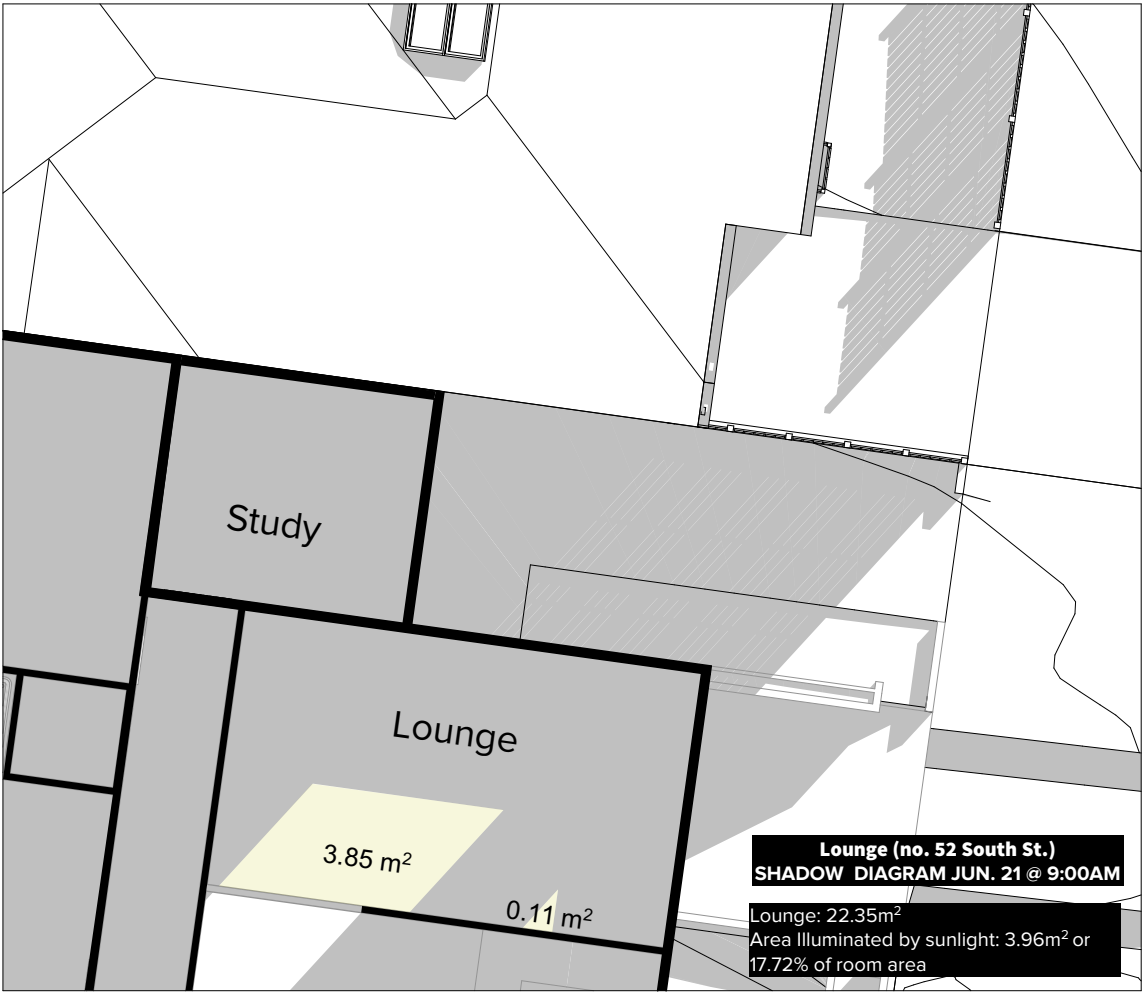 Study
Lounge
3.85 m²
0.11 m²
Lounge (no. 52 South St.)
SHADOW DIAGRAM JUN. 21 @ 9:00AM
Lounge: 22.35m²
Area Illuminated by sunlight: 3.96m² or
17.72% of room area